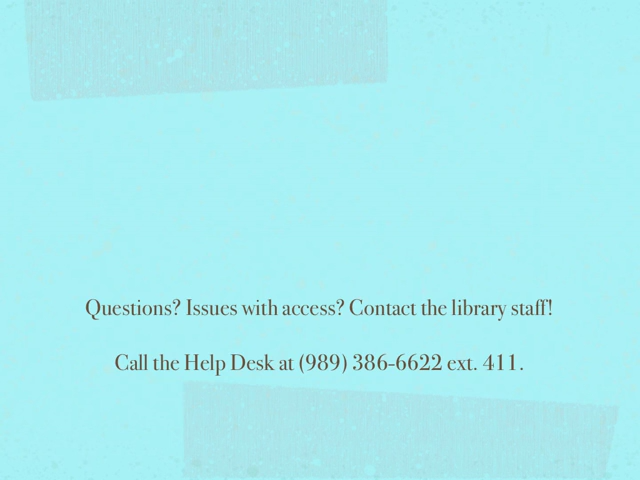 Questions? Issues with access? Contact the library staff!
Call the Help Desk at (989) 386-6622 ext. 411.